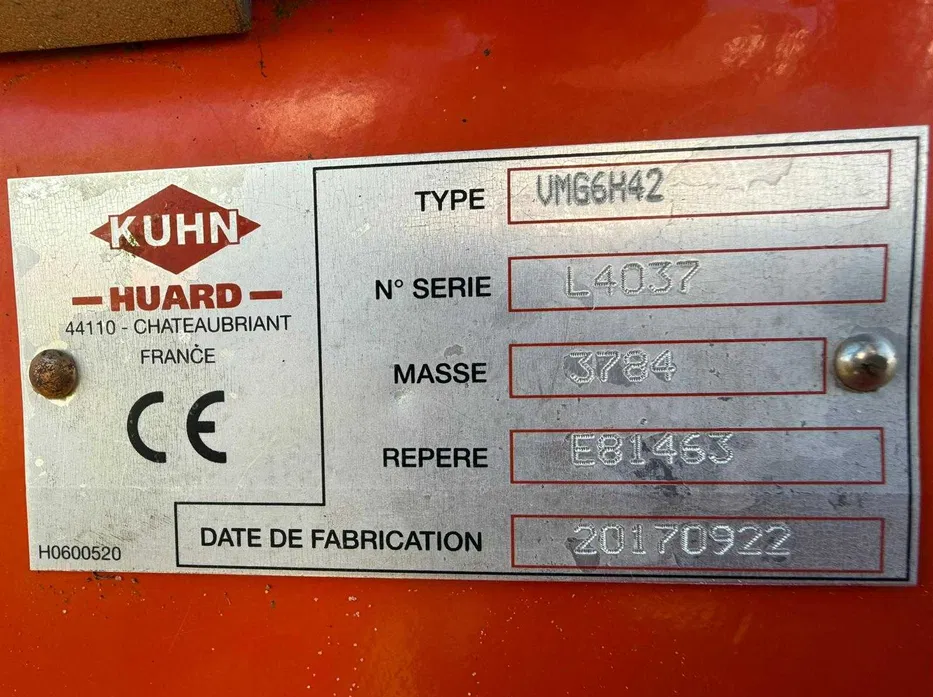 KUHN
HUARD
44110 - CHATEAUBRIANT
FRANCE
CE
H0600520
TYPE VMG6H42
N° SERIE L4037
MASSE 3784
REPERE E81463
DATE DE FABRICATION 20170922